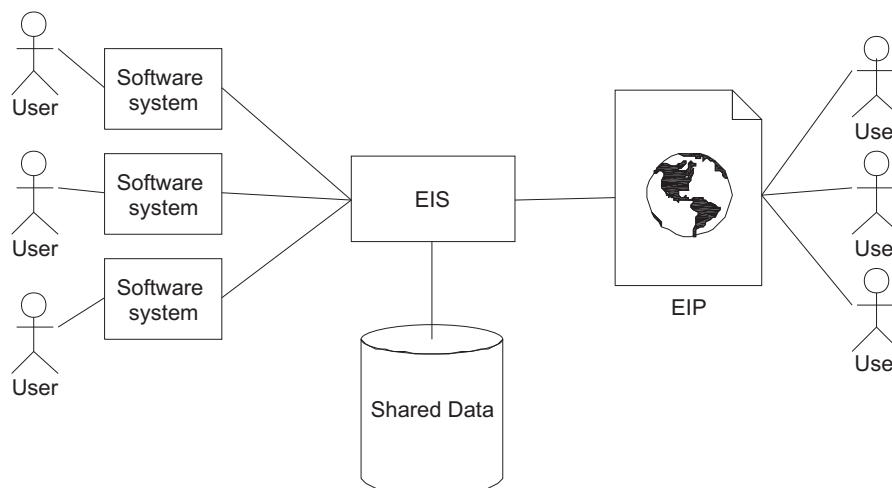 User
Software
system
User
Software
system
User
Software
system
EIS
Shared Data
EIP
Use
Use
Use